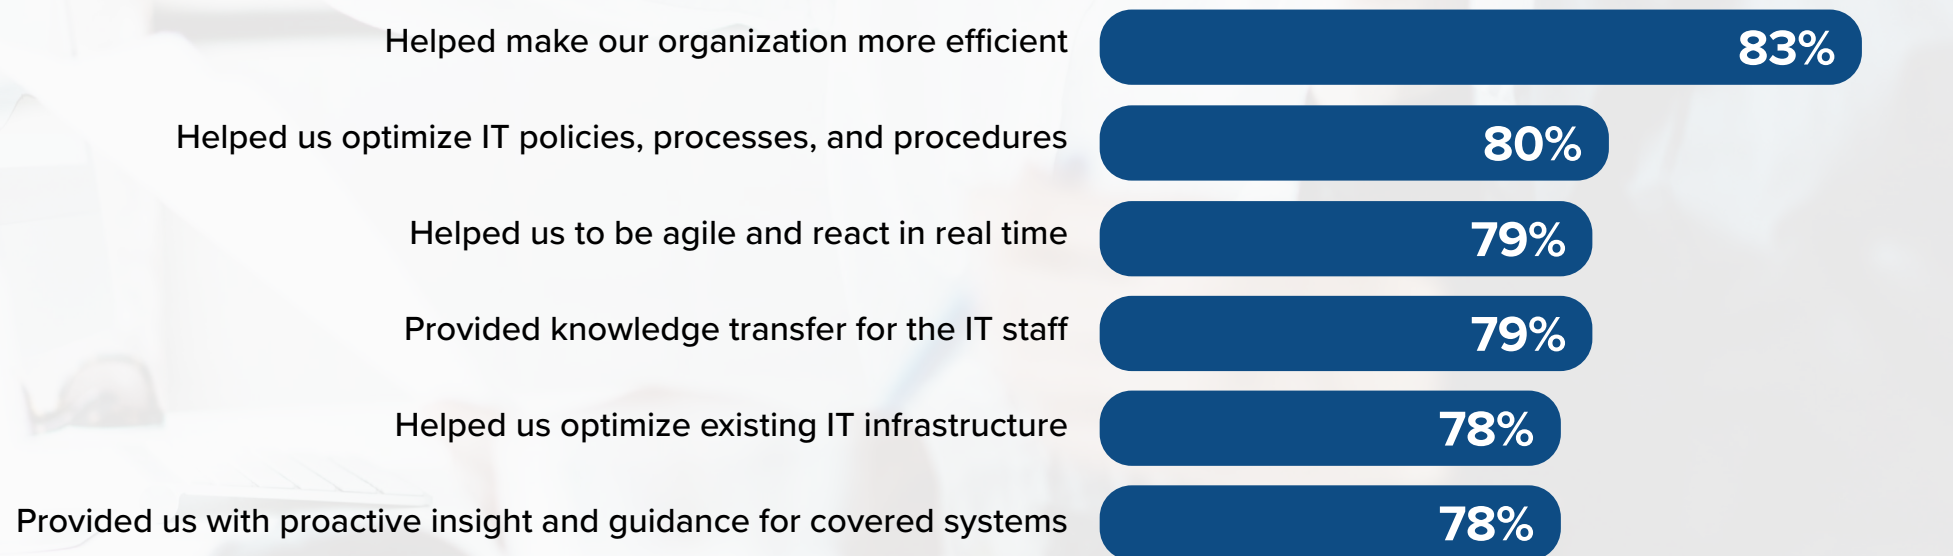 Helped make our organization more efficient 83%
Helped us optimize IT policies, processes, and procedures 80%
Helped us to be agile and react in real time 79%
Provided knowledge transfer for the IT staff 79%
Helped us optimize existing IT infrastructure 78%
Provided us with proactive insight and guidance for covered systems 78%